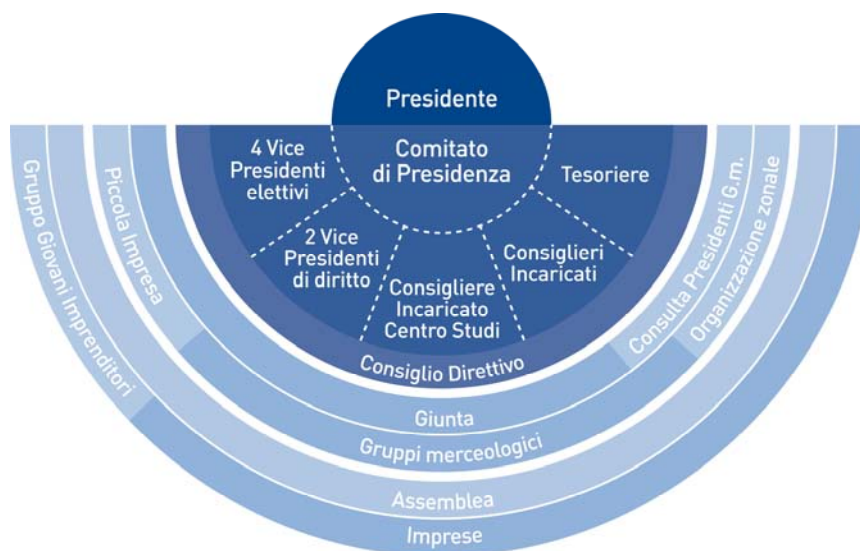 Presidente
Comitato
di Presidenza
4 Vice
Presidenti
elettivi
2 Vice
Presidenti
di diritto
Consigliere
Incaricato
Centro Studi
Consiglieri
Incaricati
Tesoriere
Consiglio Direttivo
Piccola Impresa
Giunta
Consulta Presidenti G.m.
Gruppi merceologici
Organizzazione zonale
Assemblea
Gruppo Giovani Imprenditori
Imprese